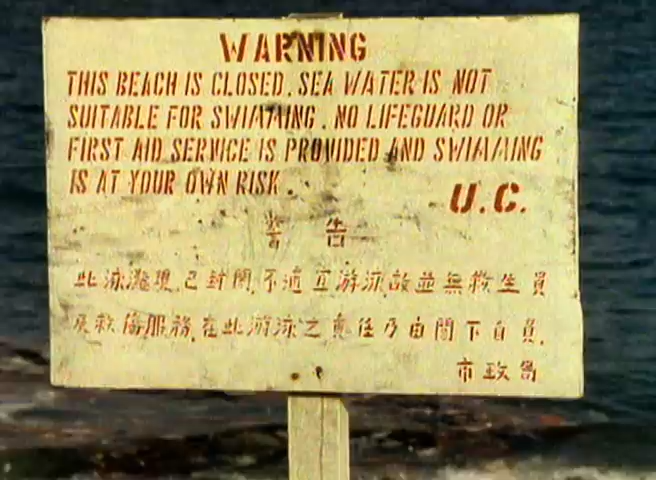 WARNING
THIS BEACH IS CLOSED. SEA WATER IS NOT
SUITABLE FOR SWIMMING. NO LIFEGUARD OR
FIRST AID SERVICE IS PROVIDED AND SWIMMING
IS AT YOUR OWN RISK.
U.C.
警告
此泳灘現已封閉,不適宜游泳,故並無救生員
及救傷服務,在此游泳之責任乃由閣下自負.
市政局